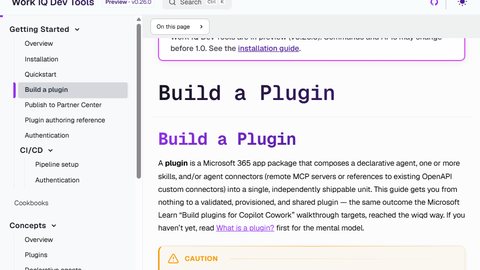 Work IQ Dev Tools
Preview · v0.26.0
Search
Ctrl K
Getting Started
Overview
Installation
Quickstart
Build a plugin
Publish to Partner Center
Plugin authoring reference
Authentication
CI/CD
Pipeline setup
Authentication
Cookbooks
Concepts
Overview
Plugins
On this page
before 1.0. See the installation guide.
Build a Plugin
Build a Plugin
A plugin is a Microsoft 365 app package that composes a declarative agent, one or more
skills, and/or agent connectors (remote MCP servers or references to existing OpenAPI
custom connectors) into a single, independently shippable unit. This guide gets you from
nothing to a validated, provisioned, and shared plugin — the same outcome the Microsoft
Learn “Build plugins for Copilot Cowork” walkthrough targets, reached the wiqd way. If you
haven’t yet, read What is a plugin? first for the mental model.
CAUTION